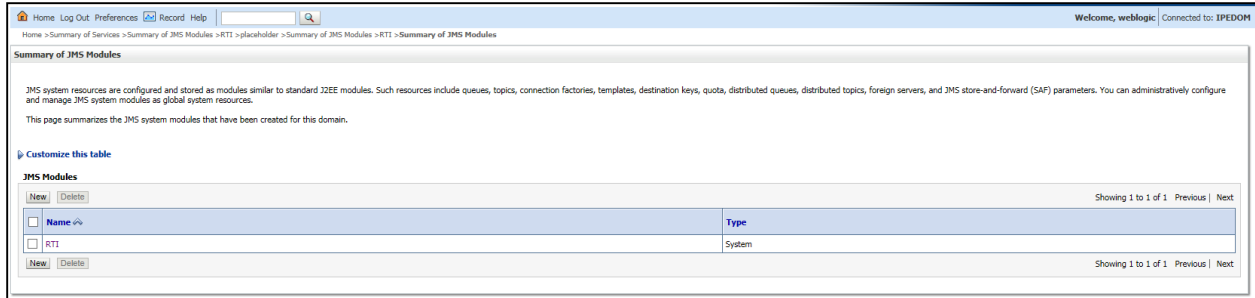 Home Log Out Preferences Record Help Welcome, weblogic Connected to: IPEDOM
Home >Summary of Services >Summary of JMS Modules >RTI >placeholder >Summary of JMS Modules >RTI >Summary of JMS Modules
Summary of JMS Modules
JMS system resources are configured and stored as modules similar to standard J2EE modules. Such resources include queues, topics, connection factories, templates, destination keys, quota, distributed queues, distributed topics, foreign servers, and JMS store-and-forward (SAF) parameters. You can administratively configure
and manage JMS system modules as global system resources.
This page summarizes the JMS system modules that have been created for this domain.
Customize this table
JMS Modules
New Delete Showing 1 to 1 of 1 Previous | Next
Name Type
RTI System
New Delete Showing 1 to 1 of 1 Previous | Next